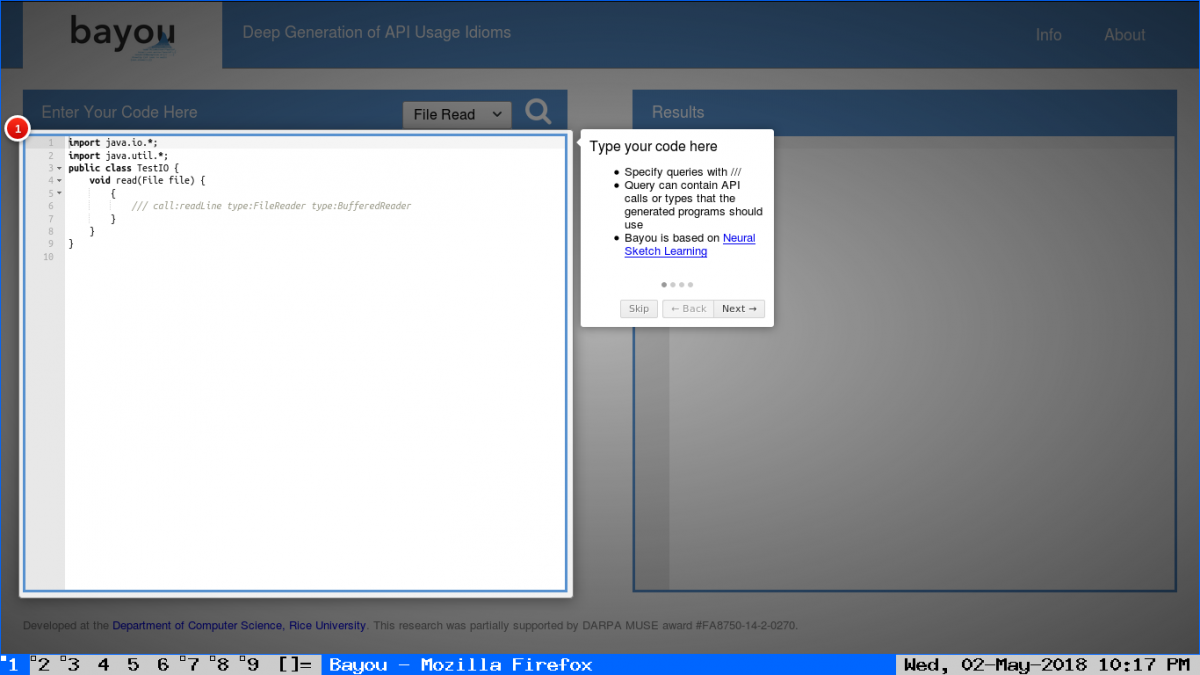 bayou
Deep Generation of API Usage Idioms
Info
About
Enter Your Code Here
File Read
Results
1
1 import java.io.*;
2 import java.util.*;
3 public class TestIO {
4 void read(File file) {
5 {
6 /// call:readLine type:FileReader type:BufferedReader
7 }
8 }
9 }
10
Type your code here
• Specify queries with ///
• Query can contain API
calls or types that the
generated programs should
use
• Bayou is based on Neural
Sketch Learning
Skip
← Back
Next →
Developed at the Department of Computer Science, Rice University. This research was partially supported by DARPA MUSE award #FA8750-14-2-0270.
1 2 3 4 5 6 7 8 9 []= Bayou - Mozilla Firefox Wed, 02-May-2018 10:17 PM